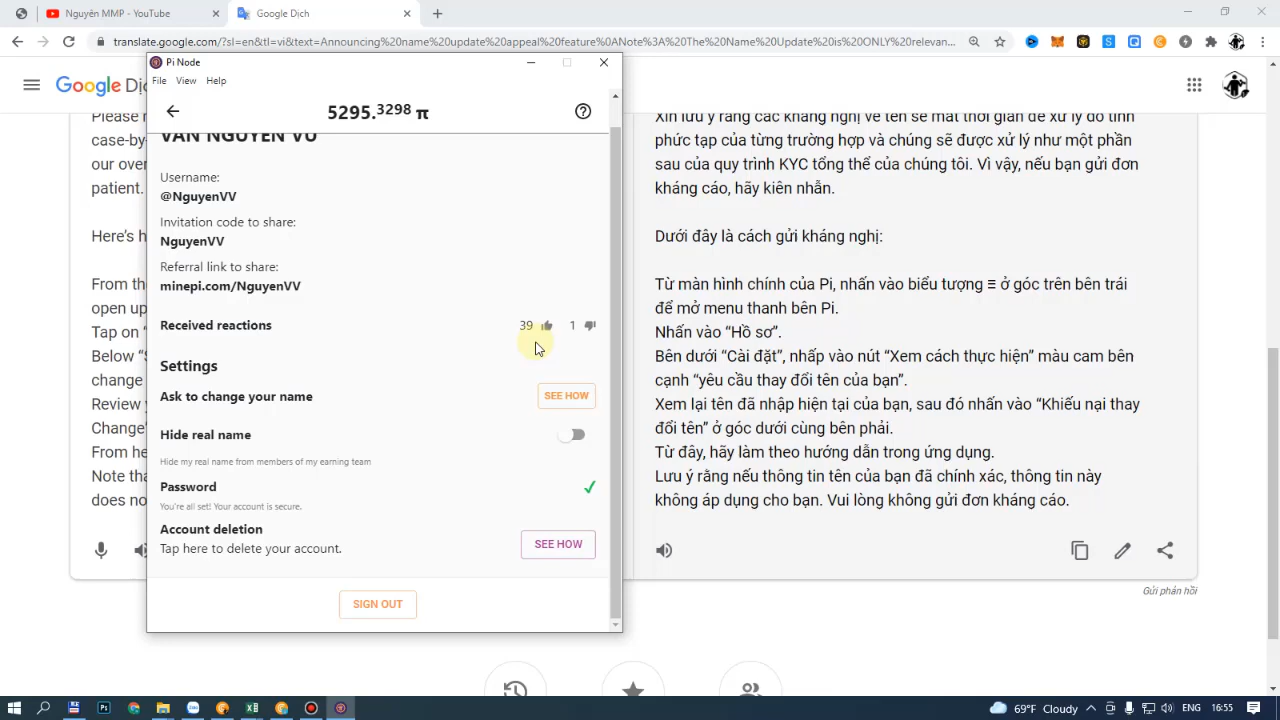 Nguyên MMP - YouTube
Google Dịch
translate.google.com/?sl=en&tl=vi&text=Announcing%20name%20update%20appeal%20feature%0ANote%3A%20The%20Name%20Update%20is%20ONLY%20relevan...
Pi Node
File View Help
Google Dịc
5295.3298 π
VAN NGUYEN VU
Username:
@NguyenVV
Invitation code to share:
NguyenVV
Referral link to share:
minepi.com/NguyenVV
Received reactions
39
1
Settings
Ask to change your name
SEE HOW
Hide real name
Hide my real name from members of my earning team
Password
You're all set! Your account is secure.
Account deletion
Tap here to delete your account.
SEE HOW
SIGN OUT
Please
case-by-
our over
patient.
Here's h
From the
open up
Tap on "
Below "S
change
Review y
Change"
From he
Note tha
does no
Xin lưu ý rằng các kháng nghị về tên sẽ mất thời gian để xử lý do tính
phức tạp của từng trường hợp và chúng sẽ được xử lý như một phần
sau của quy trình KYC tổng thể của chúng tôi. Vì vậy, nếu bạn gửi đơn
kháng cáo, hãy kiên nhẫn.
Dưới đây là cách gửi kháng nghị:
Từ màn hình chính của Pi, nhấn vào biểu tượng ≡ ở góc trên bên trái
để mở menu thanh bên Pi.
Nhấn vào "Hồ sơ".
Bên dưới "Cài đặt", nhấp vào nút "Xem cách thực hiện" màu cam bên
cạnh "yêu cầu thay đổi tên của bạn".
Xem lại tên đã nhập hiện tại của bạn, sau đó nhấn vào "Khiếu nại thay
đổi tên" ở góc dưới cùng bên phải.
Từ đây, hãy làm theo hướng dẫn trong ứng dụng.
Lưu ý rằng nếu thông tin tên của bạn đã chính xác, thông tin này
không áp dụng cho bạn. Vui lòng không gửi đơn kháng cáo.
Gửi phản hồi
69°F Cloudy
ENG
16:55